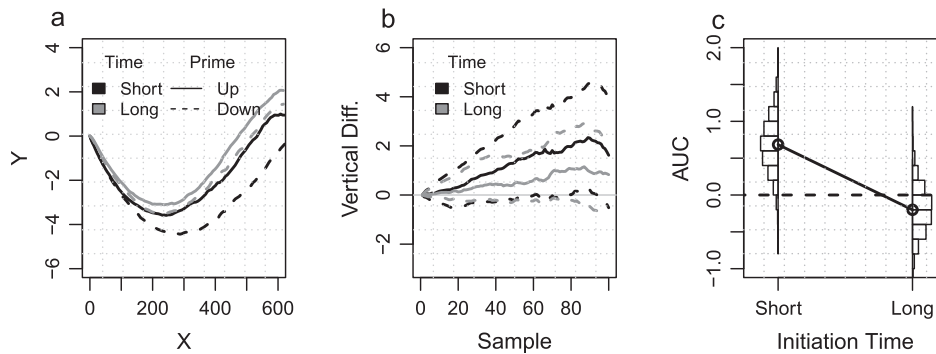 a
Y
4
2
0
−2
−4
−6
Time Prime
Short Up
Long Down
0 200 400 600
X
b
Vertical Diff.
6
4
2
0
−2
Time
Short
Long
0 20 40 60 80
Sample
c
AUC
2.0
1.0
0.0
−1.0
Short Long
Initiation Time